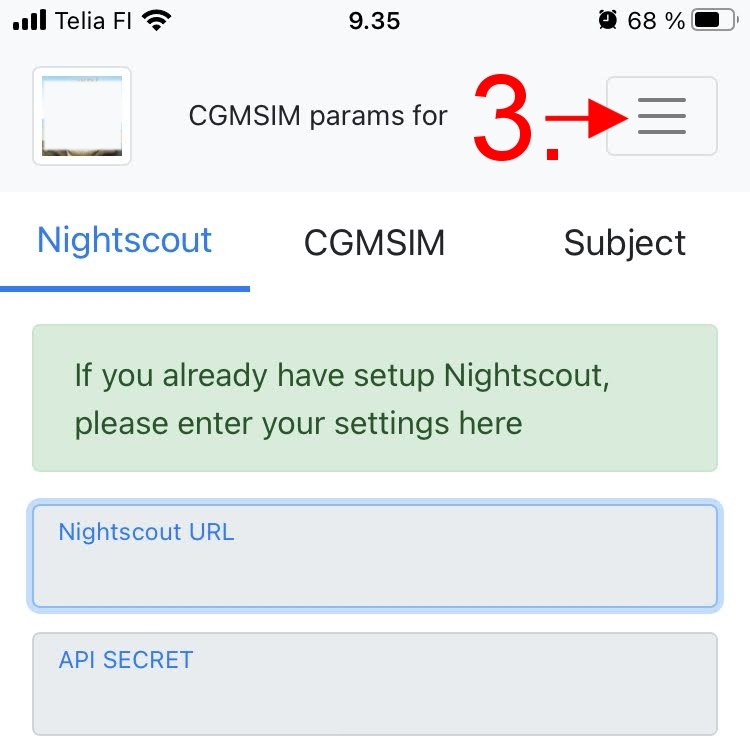 Telia FI 9.35 68 %
CGMSIM params for 3.
Nightscout CGMSIM Subject
If you already have setup Nightscout,
please enter your settings here
Nightscout URL
API SECRET